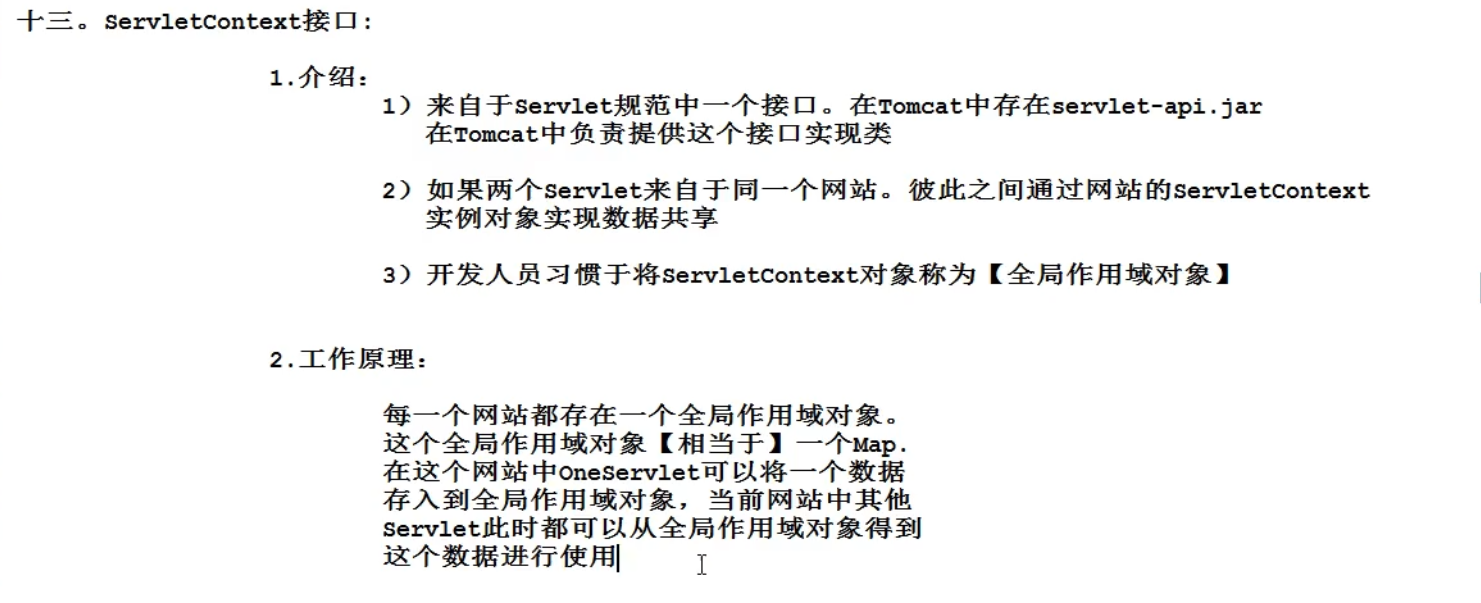 十三。ServletContext接口:
1.介绍:
1）来自于Servlet规范中一个接口。在Tomcat中存在servlet-api.jar
在Tomcat中负责提供这个接口实现类
2）如果两个Servlet来自于同一个网站。彼此之间通过网站的ServletContext
实例对象实现数据共享
3）开发人员习惯于将ServletContext对象称为【全局作用域对象】
2.工作原理:
每一个网站都存在一个全局作用域对象。
这个全局作用域对象【相当于】一个Map.
在这个网站中OneServlet可以将一个数据
存入到全局作用域对象，当前网站中其他
Servlet此时都可以从全局作用域对象得到
这个数据进行使用